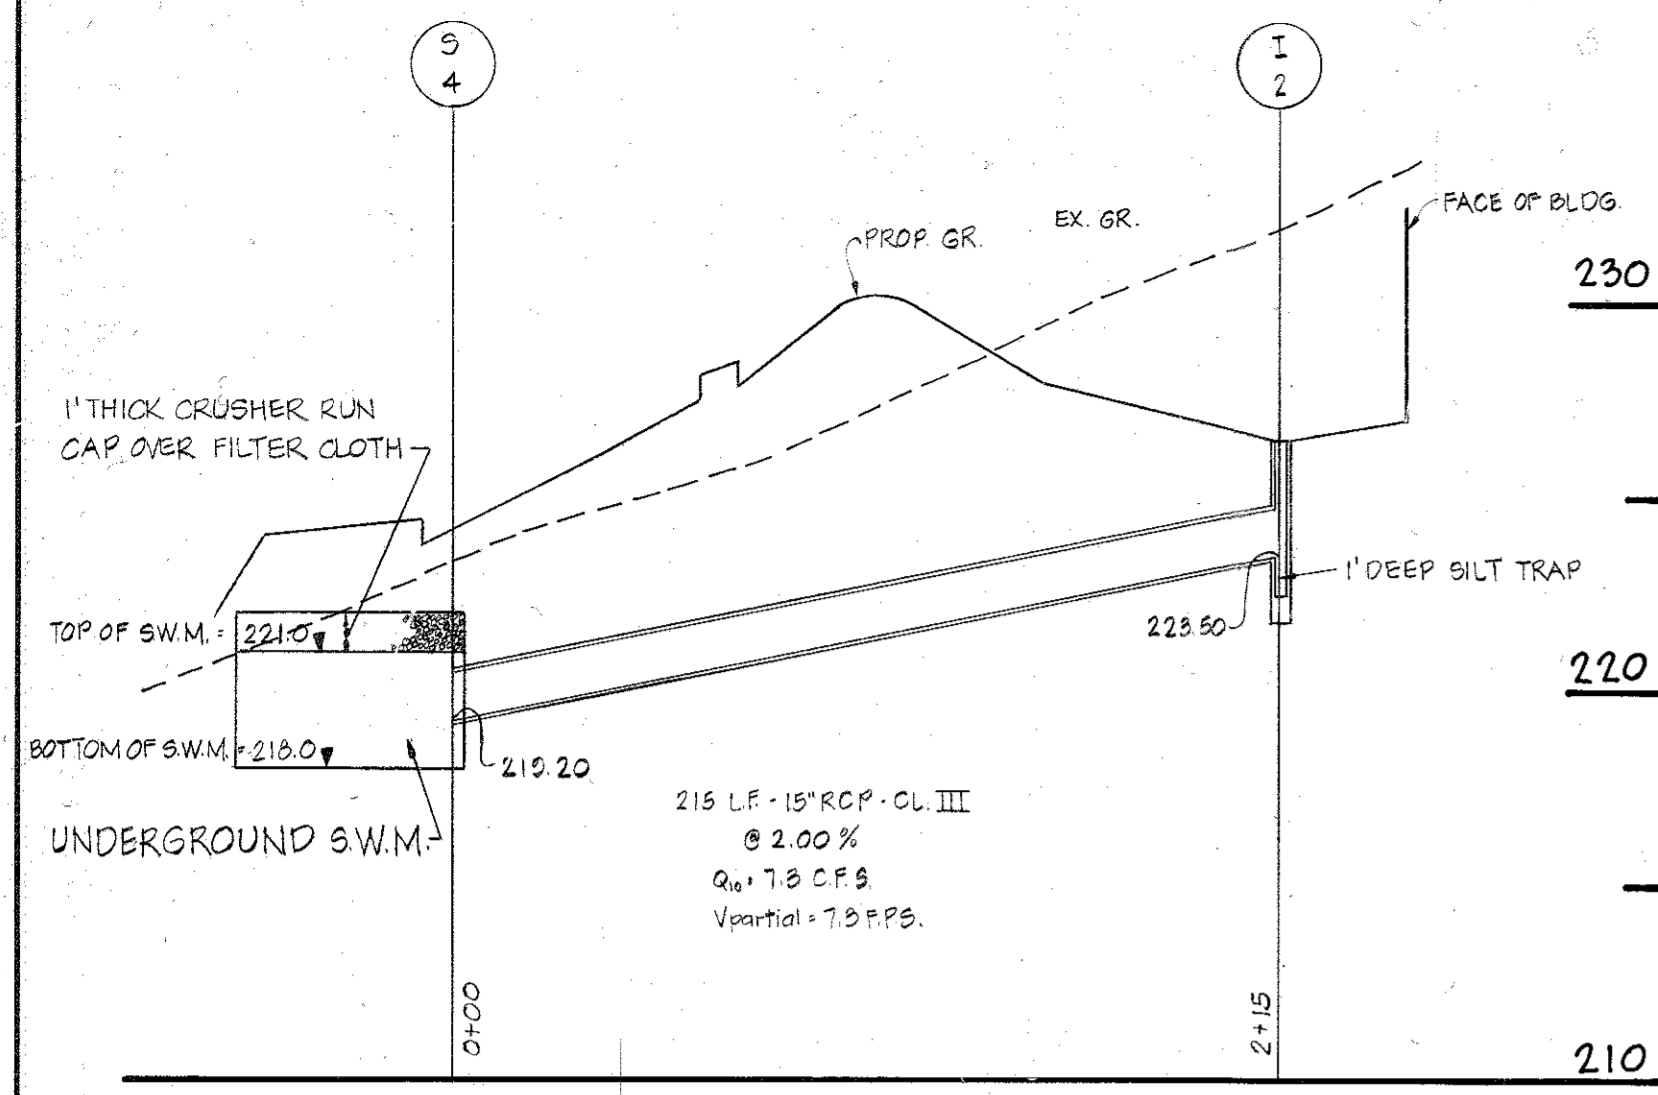 S
4
I
2
FACE OF BLDG.
PROP. GR.
EX. GR.
230
1' THICK CRUSHER RUN
CAP OVER FILTER CLOTH
1' DEEP SILT TRAP
TOP OF S.W.M. = 221.0
223.50
220
BOTTOM OF S.W.M. = 218.0
219.20
215 L.F. - 15" RCP - CL. III
@ 2.00 %
Q10 = 7.3 C.F.S.
Vpartial = 7.3 F.P.S.
UNDERGROUND S.W.M.
0+00
2+15
210